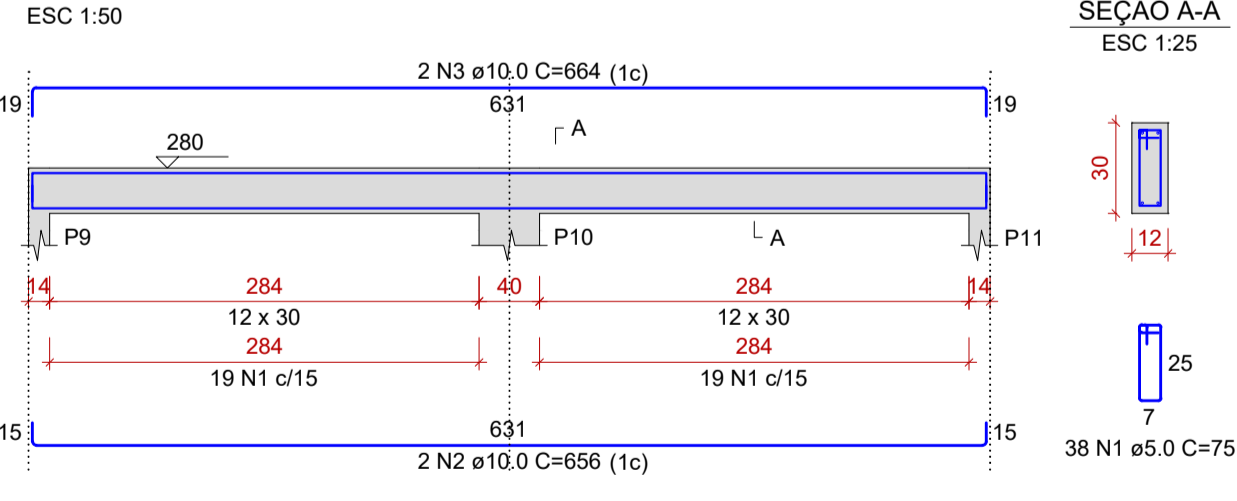 ESC 1:50
SEÇÃO A-A
ESC 1:25
2 N3 ø10.0 C=664 (1c)
19 631 19
A
280
30
P9 P10 A P11
12
14 284 40 284 14
12 x 30 12 x 30
284 284
19 N1 c/15 19 N1 c/15
25
7
15 631 15
38 N1 ø5.0 C=75
2 N2 ø10.0 C=656 (1c)